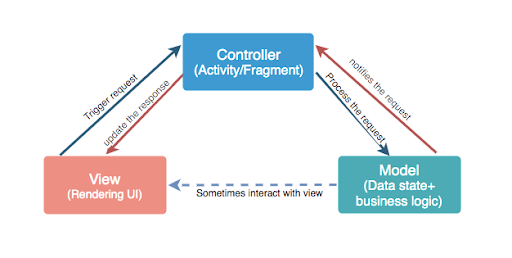 Controller
(Activity/Fragment)
Trigger request
update the response
Process the request
notifies the request
View
(Rendering UI)
Sometimes interact with view
Model
(Data state+
business logic)